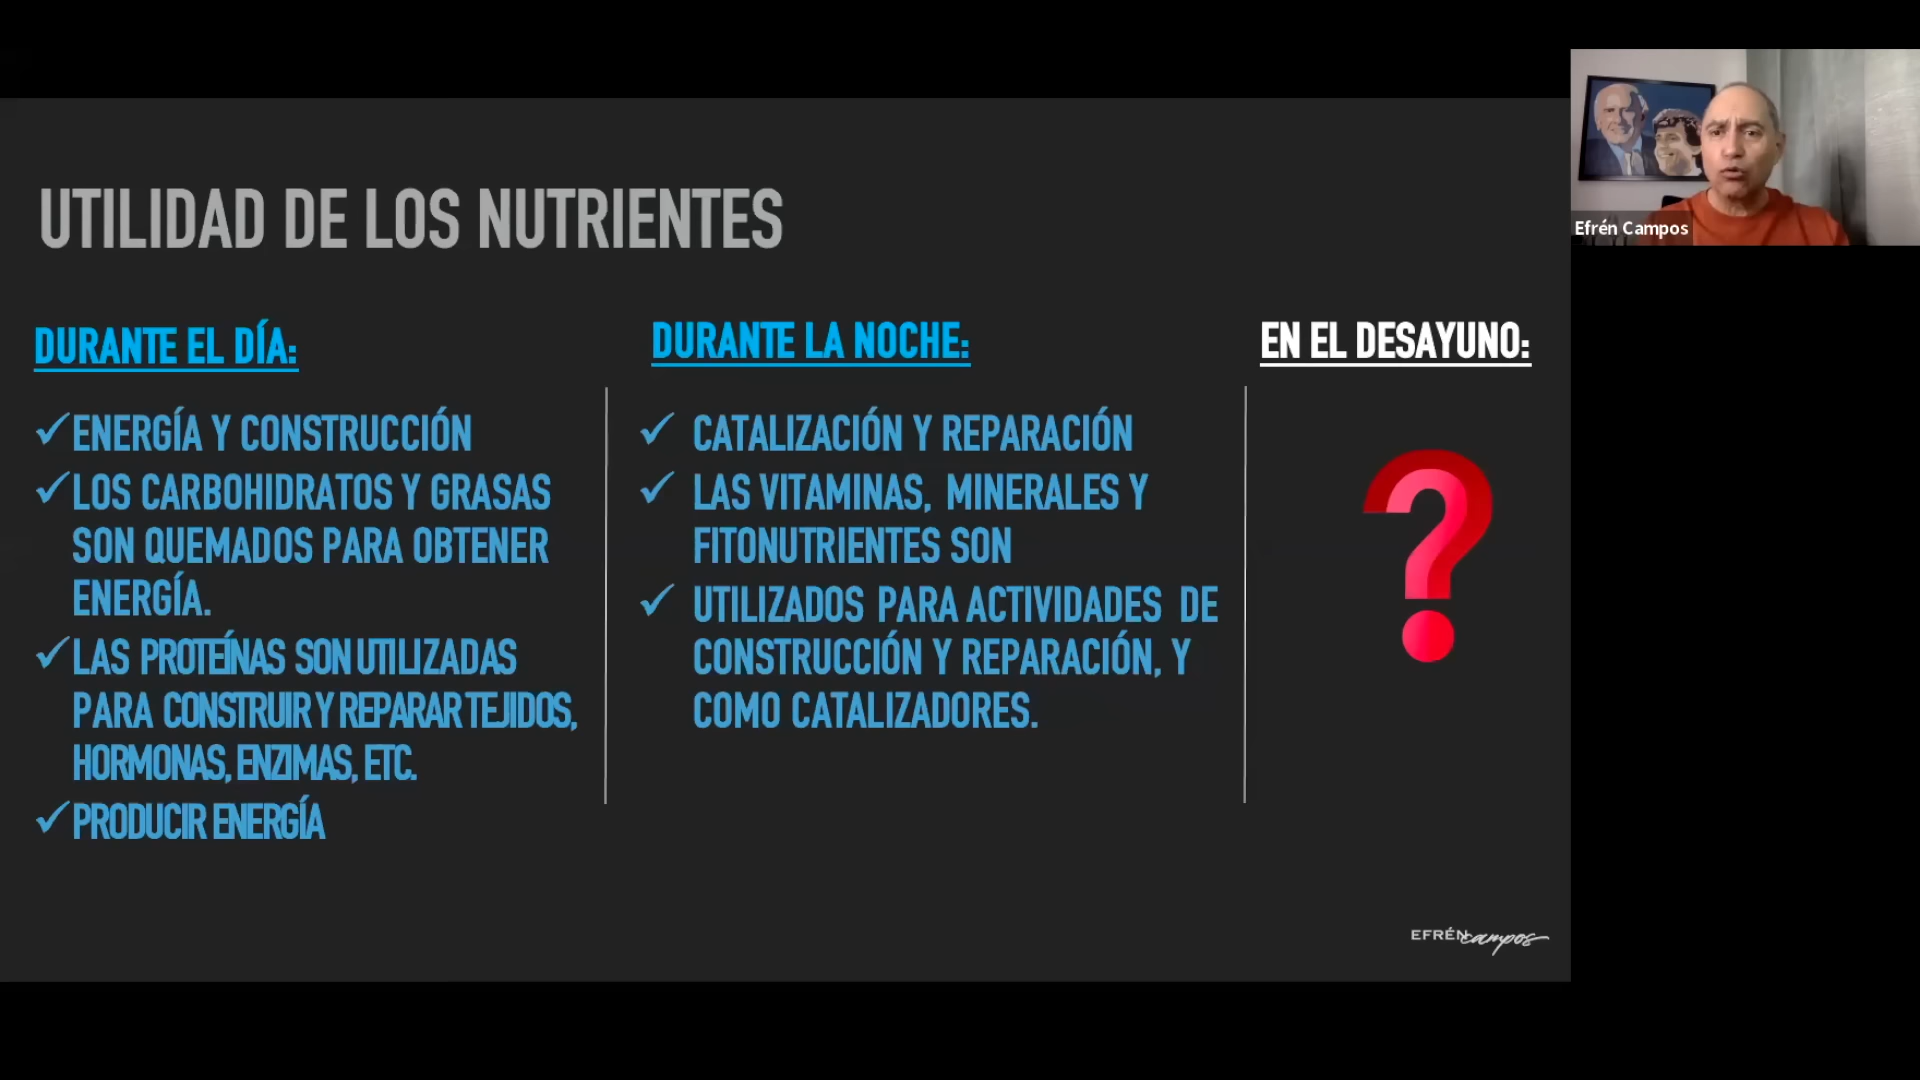 UTILIDAD DE LOS NUTRIENTES
DURANTE EL DÍA:
✓ENERGÍA Y CONSTRUCCIÓN
✓LOS CARBOHIDRATOS Y GRASAS
SON QUEMADOS PARA OBTENER
ENERGÍA.
✓LAS PROTEÍNAS SON UTILIZADAS
PARA CONSTRUIR Y REPARAR TEJIDOS,
HORMONAS, ENZIMAS, ETC.
✓PRODUCIR ENERGÍA
DURANTE LA NOCHE:
✓ CATALIZACIÓN Y REPARACIÓN
✓ LAS VITAMINAS, MINERALES Y
FITONUTRIENTES SON
✓ UTILIZADOS PARA ACTIVIDADES DE
CONSTRUCCIÓN Y REPARACIÓN, Y
COMO CATALIZADORES.
EN EL DESAYUNO:
?
EFRÉN campos
Efrén Campos